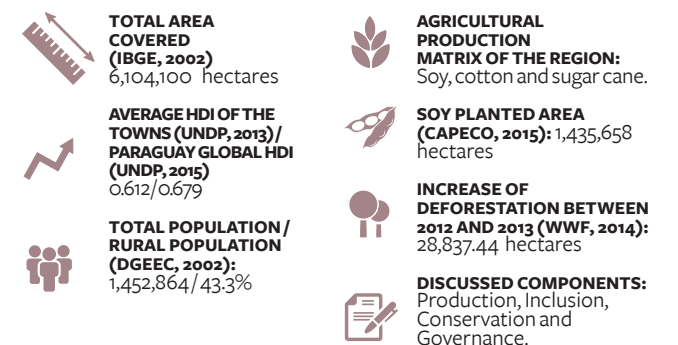 TOTAL AREA
COVERED
(IBGE, 2002)
6,104,100 hectares
AVERAGE HDI OF THE
TOWNS (UNDP, 2013)/
PARAGUAY GLOBAL HDI
(UNDP, 2015)
0.612/0.679
TOTAL POPULATION /
RURAL POPULATION
(DGEEC, 2002):
1,452,864/43.3%
AGRICULTURAL
PRODUCTION
MATRIX OF THE REGION:
Soy, cotton and sugar cane.
SOY PLANTED AREA
(CAPECO, 2015): 1,435,658
hectares
INCREASE OF
DEFORESTATION BETWEEN
2012 AND 2013 (WWF, 2014):
28,837.44 hectares
DISCUSSED COMPONENTS:
Production, Inclusion,
Conservation and
Governance.